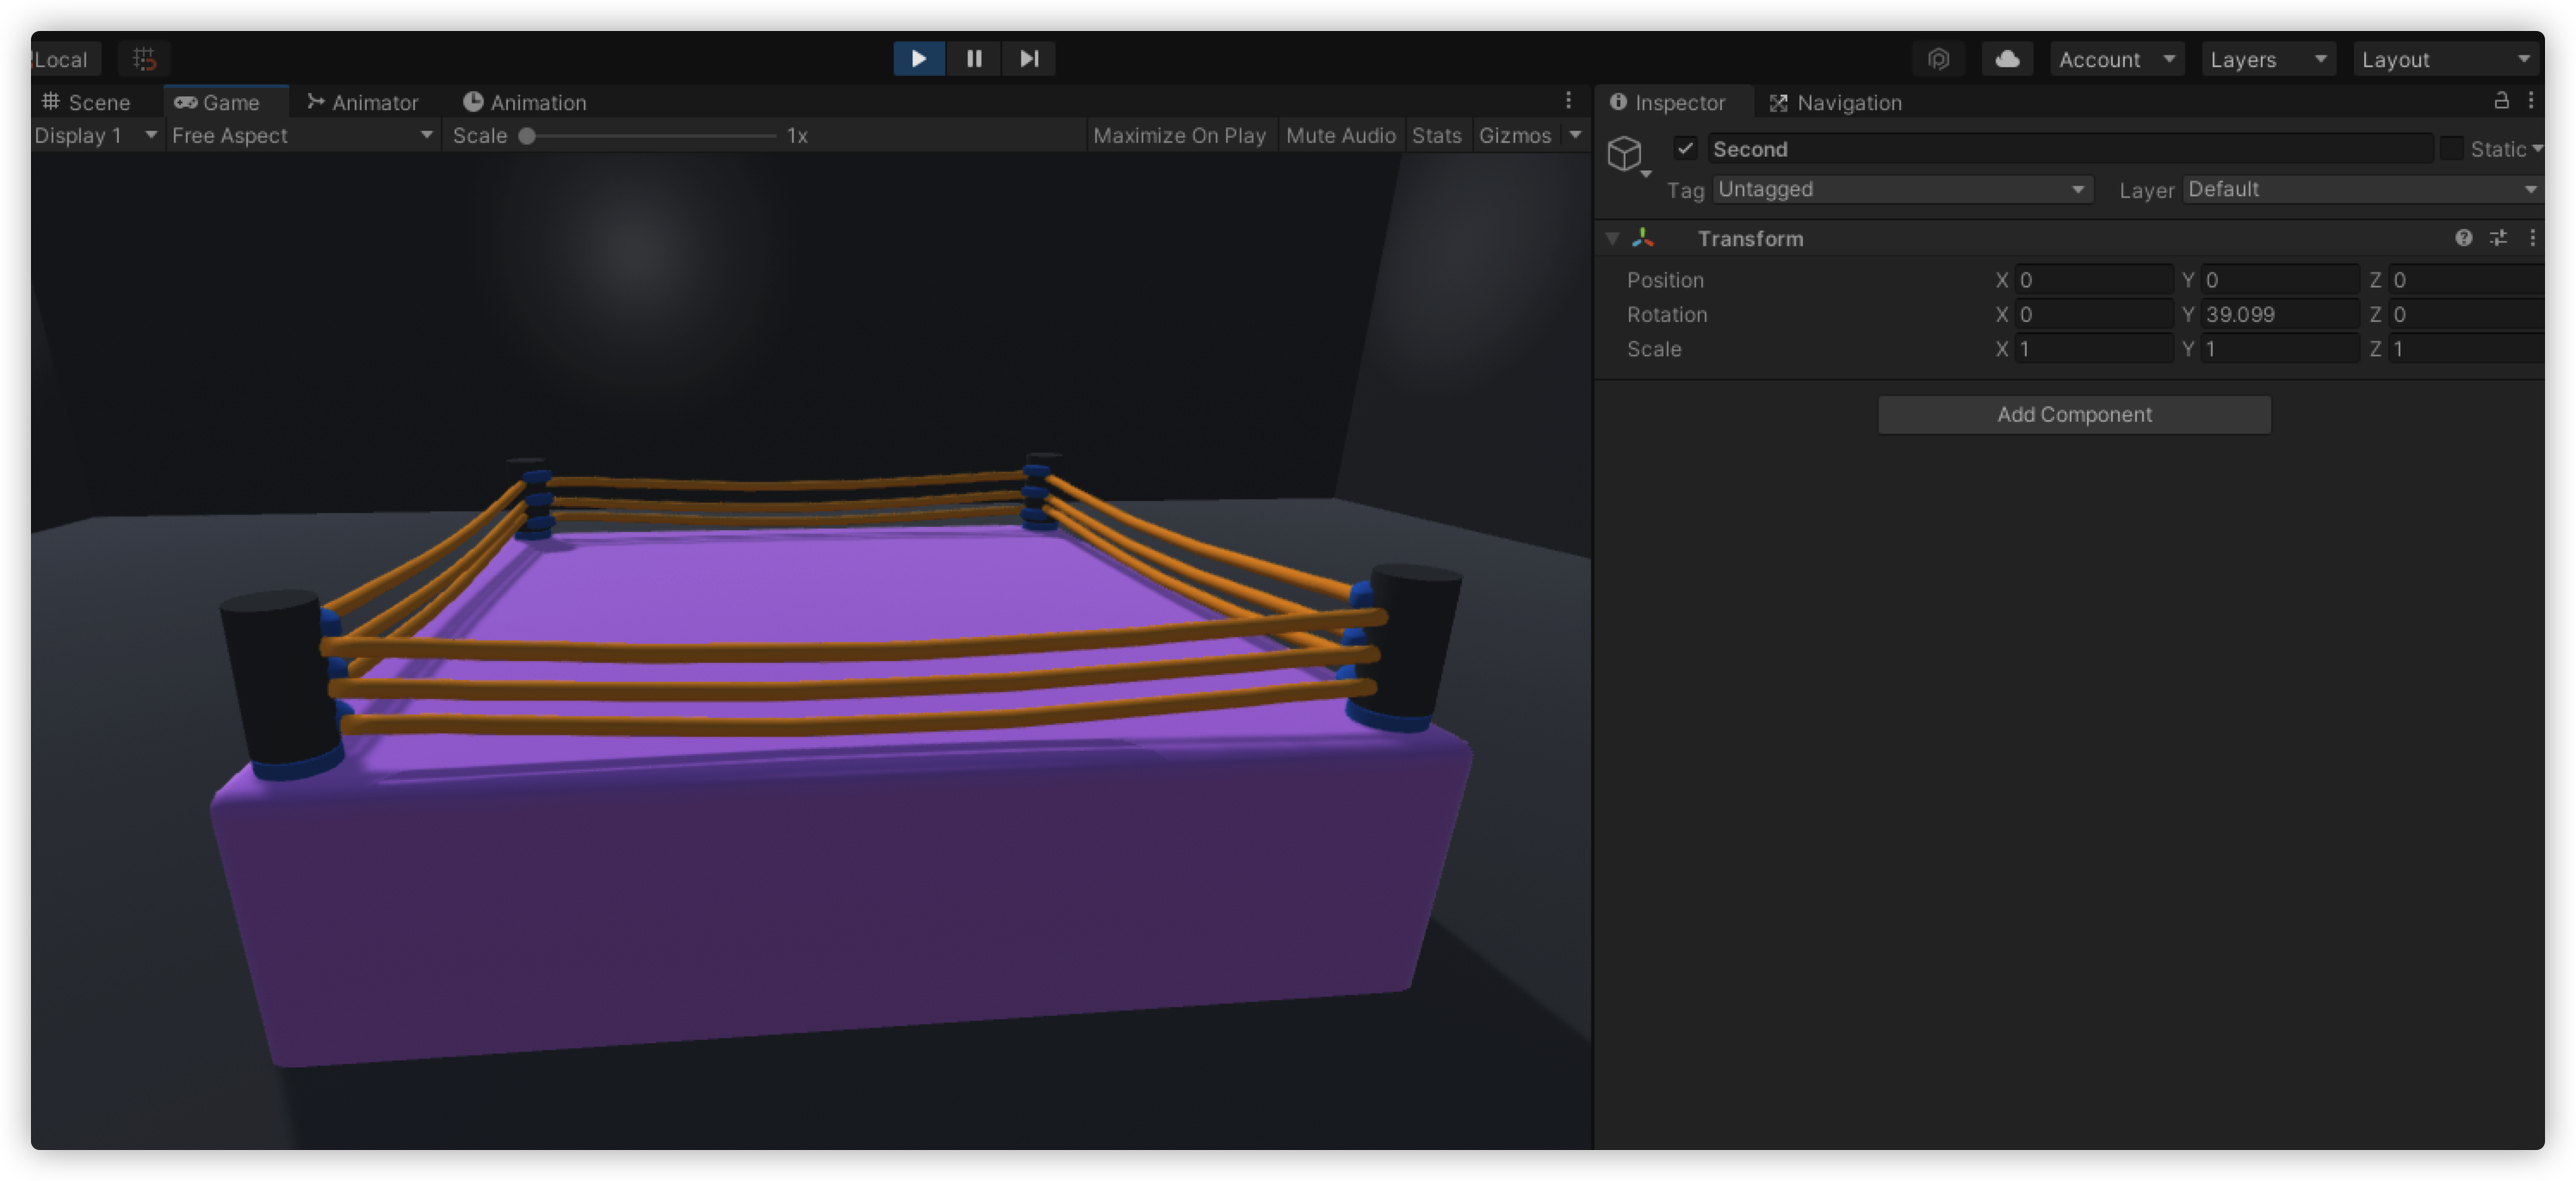 Local
Account
Layers
Layout
Scene
Game
Animator
Animation
Inspector
Navigation
Display 1
Free Aspect
Scale
1x
Maximize On Play
Mute Audio
Stats
Gizmos
Second
Static
Tag Untagged
Layer Default
Transform
Position X 0 Y 0 Z 0
Rotation X 0 Y 39.099 Z 0
Scale X 1 Y 1 Z 1
Add Component